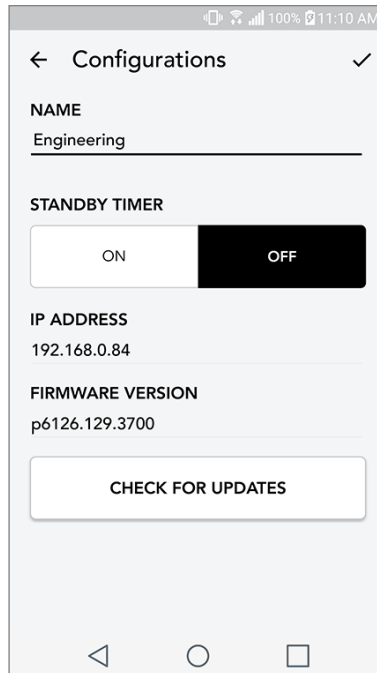 100% 11:10 AM
Configurations
NAME
Engineering
STANDBY TIMER
ON OFF
IP ADDRESS
192.168.0.84
FIRMWARE VERSION
p6126.129.3700
CHECK FOR UPDATES